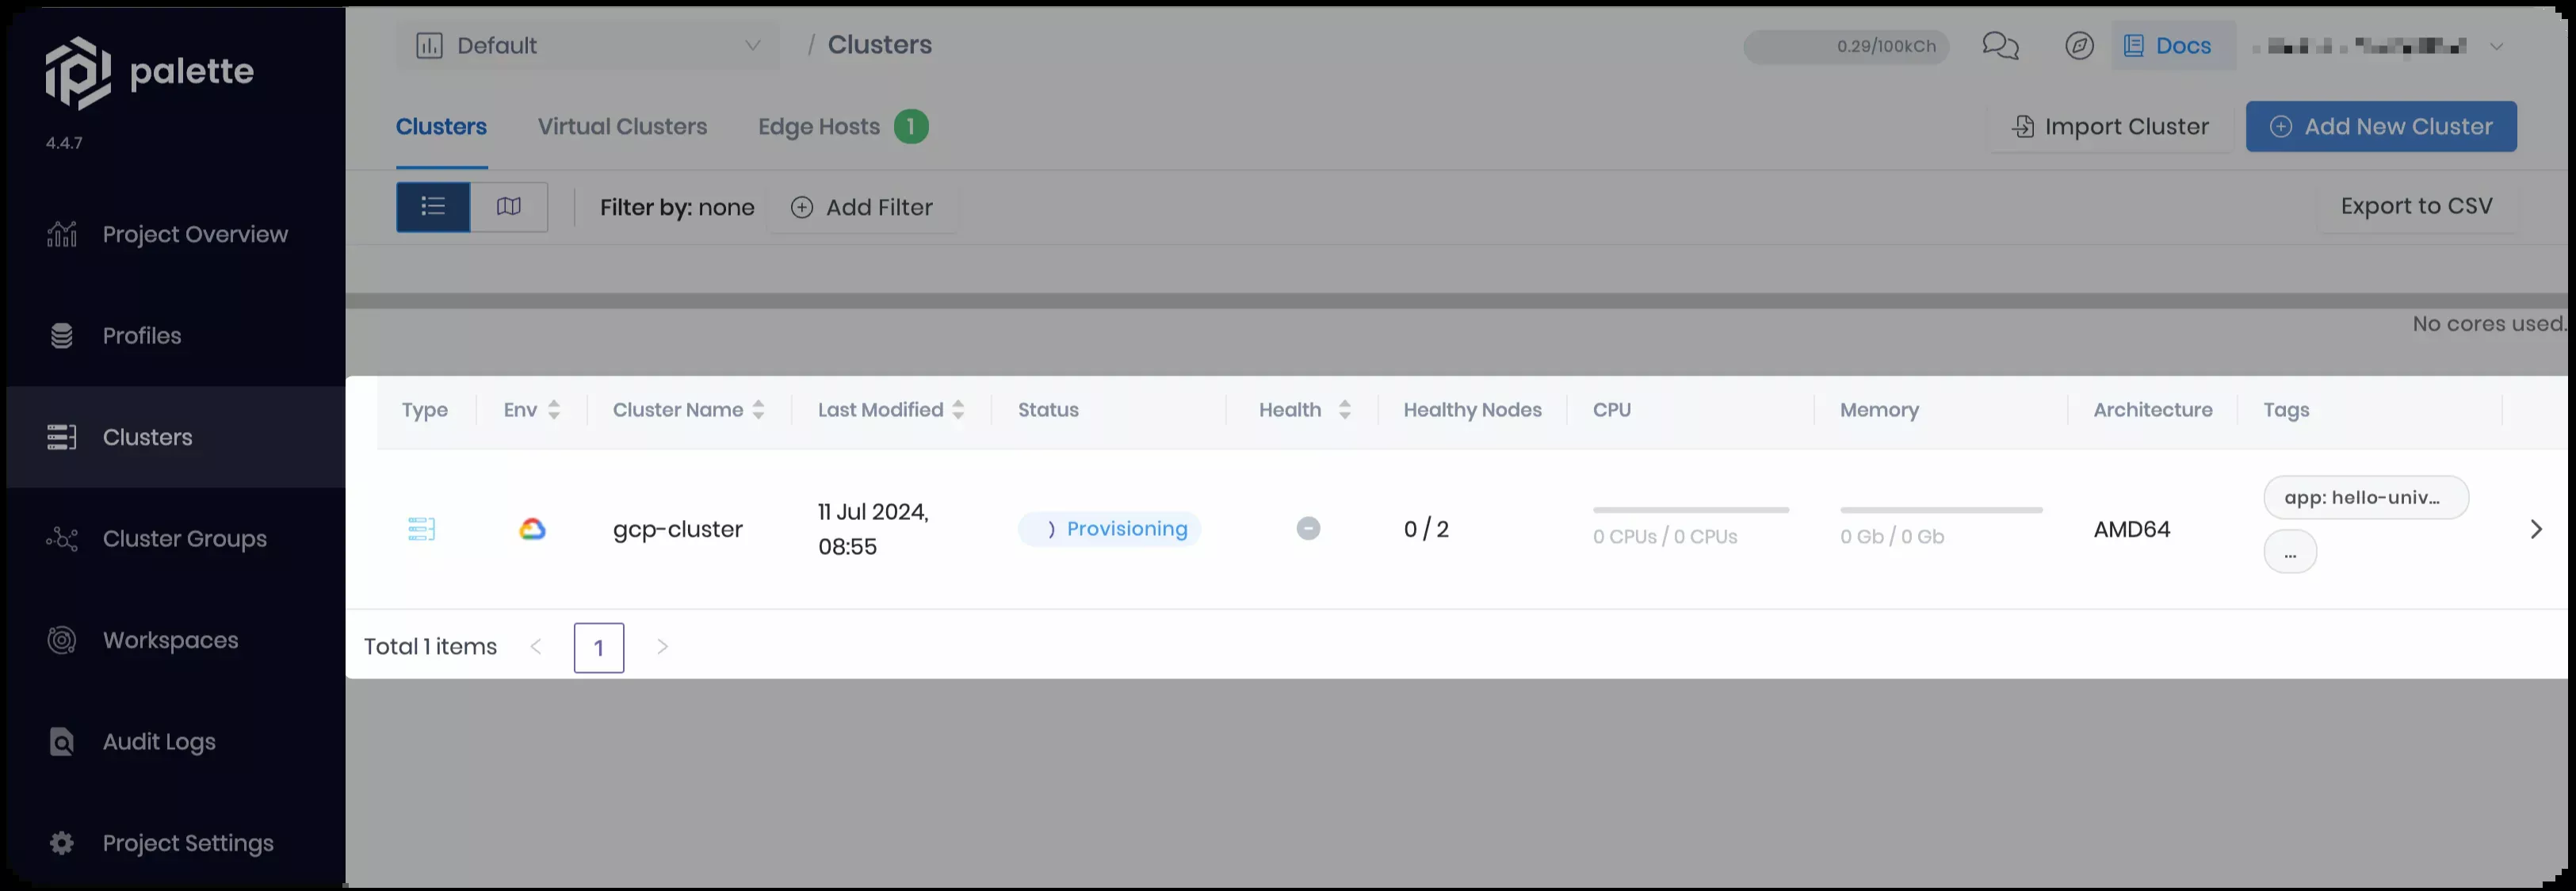 palette
4.4.7
Project Overview
Profiles
Clusters
Cluster Groups
Workspaces
Audit Logs
Project Settings
Default / Clusters
0.29/100kCh
Docs
Clusters Virtual Clusters Edge Hosts 1
Import Cluster Add New Cluster
Filter by: none Add Filter
Export to CSV
No cores used.
Type Env Cluster Name Last Modified Status Health Healthy Nodes CPU Memory Architecture Tags
gcp-cluster
11 Jul 2024,
08:55
Provisioning
0 / 2
0 CPUs / 0 CPUs
0 Gb / 0 Gb
AMD64
app: hello-univ...
...
Total 1 items < 1 >